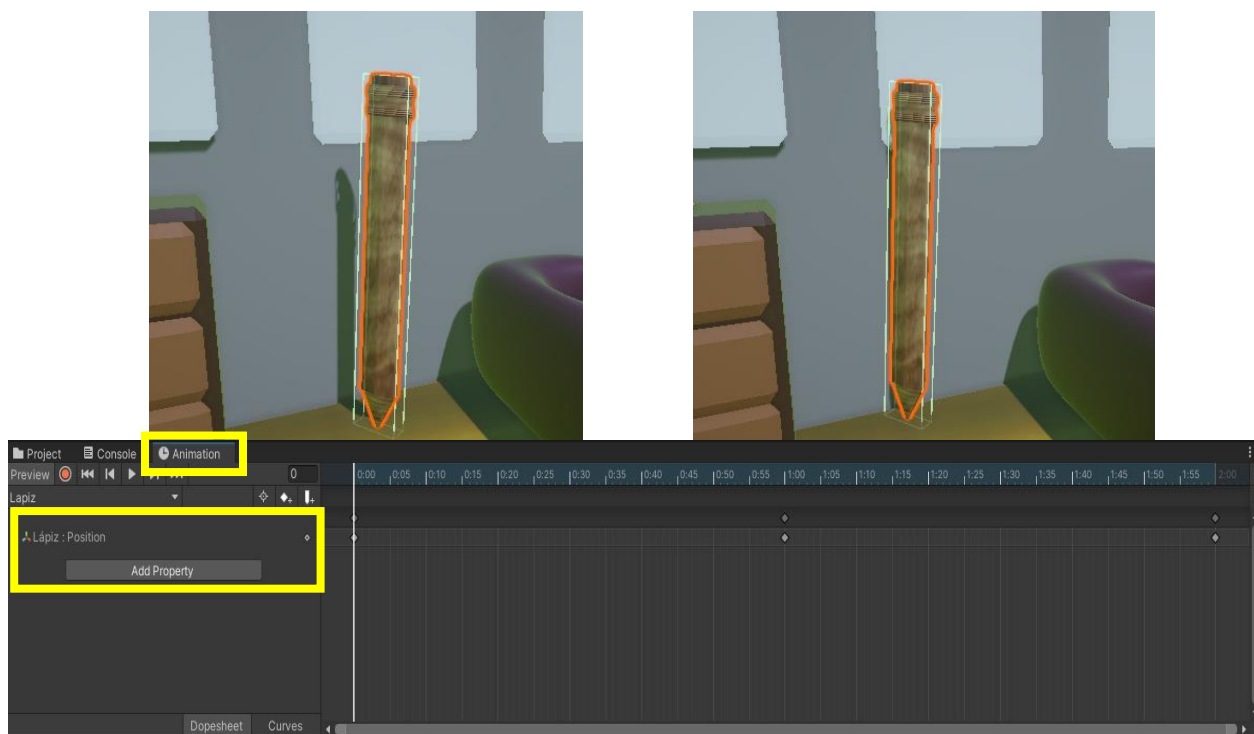 Project Console Animation
Preview 0 0:00 0:05 0:10 0:15 0:20 0:25 0:30 0:35 0:40 0:45 0:50 0:55 1:00 1:05 1:10 1:15 1:20 1:25 1:30 1:35 1:40 1:45 1:50 1:55 2:00
Lapiz
Lápiz : Position
Add Property
Dopesheet Curves